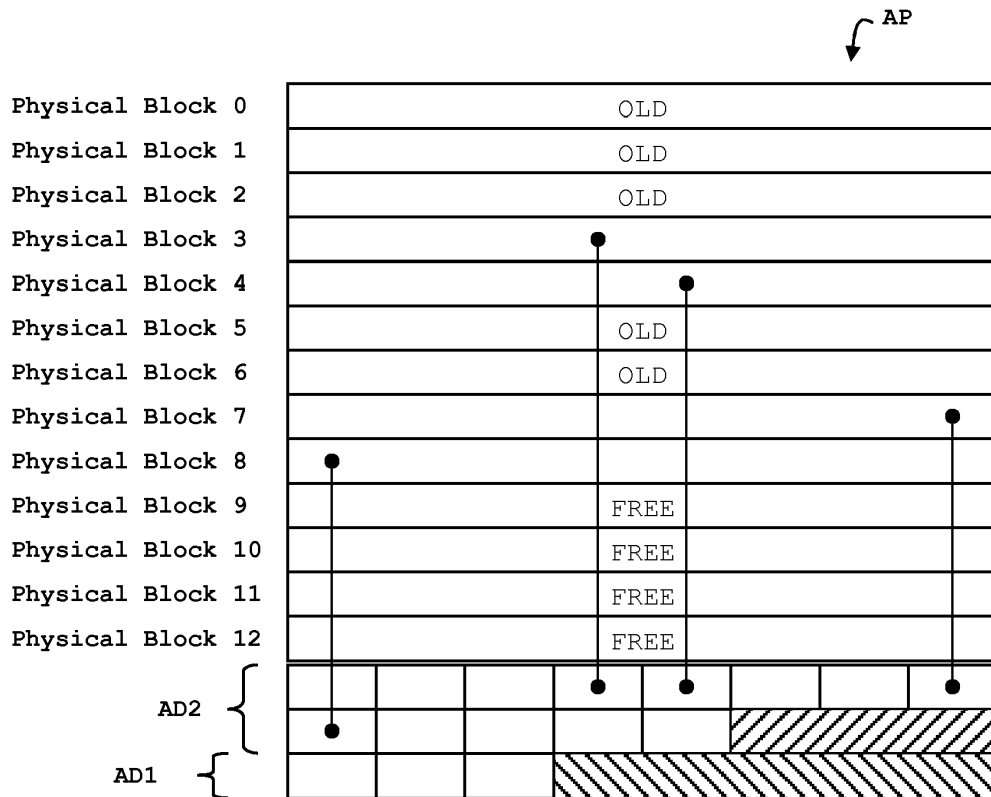 AP
Physical Block 0 OLD
Physical Block 1 OLD
Physical Block 2 OLD
Physical Block 3
Physical Block 4
Physical Block 5 OLD
Physical Block 6 OLD
Physical Block 7
Physical Block 8
Physical Block 9 FREE
Physical Block 10 FREE
Physical Block 11 FREE
Physical Block 12 FREE
AD2
AD1